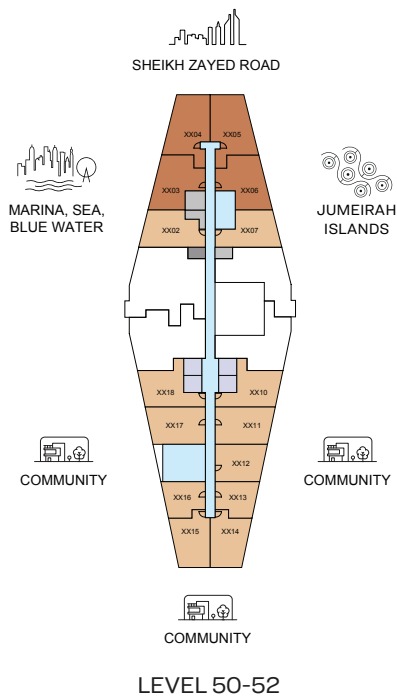 SHEIKH ZAYED ROAD
XX04 XX05
MARINA, SEA,
BLUE WATER
JUMEIRAH
ISLANDS
XX03 XX06
XX02 XX07
XX18 XX10
XX17 XX11
XX12
XX16 XX13
XX15 XX14
COMMUNITY
COMMUNITY
COMMUNITY
LEVEL 50-52